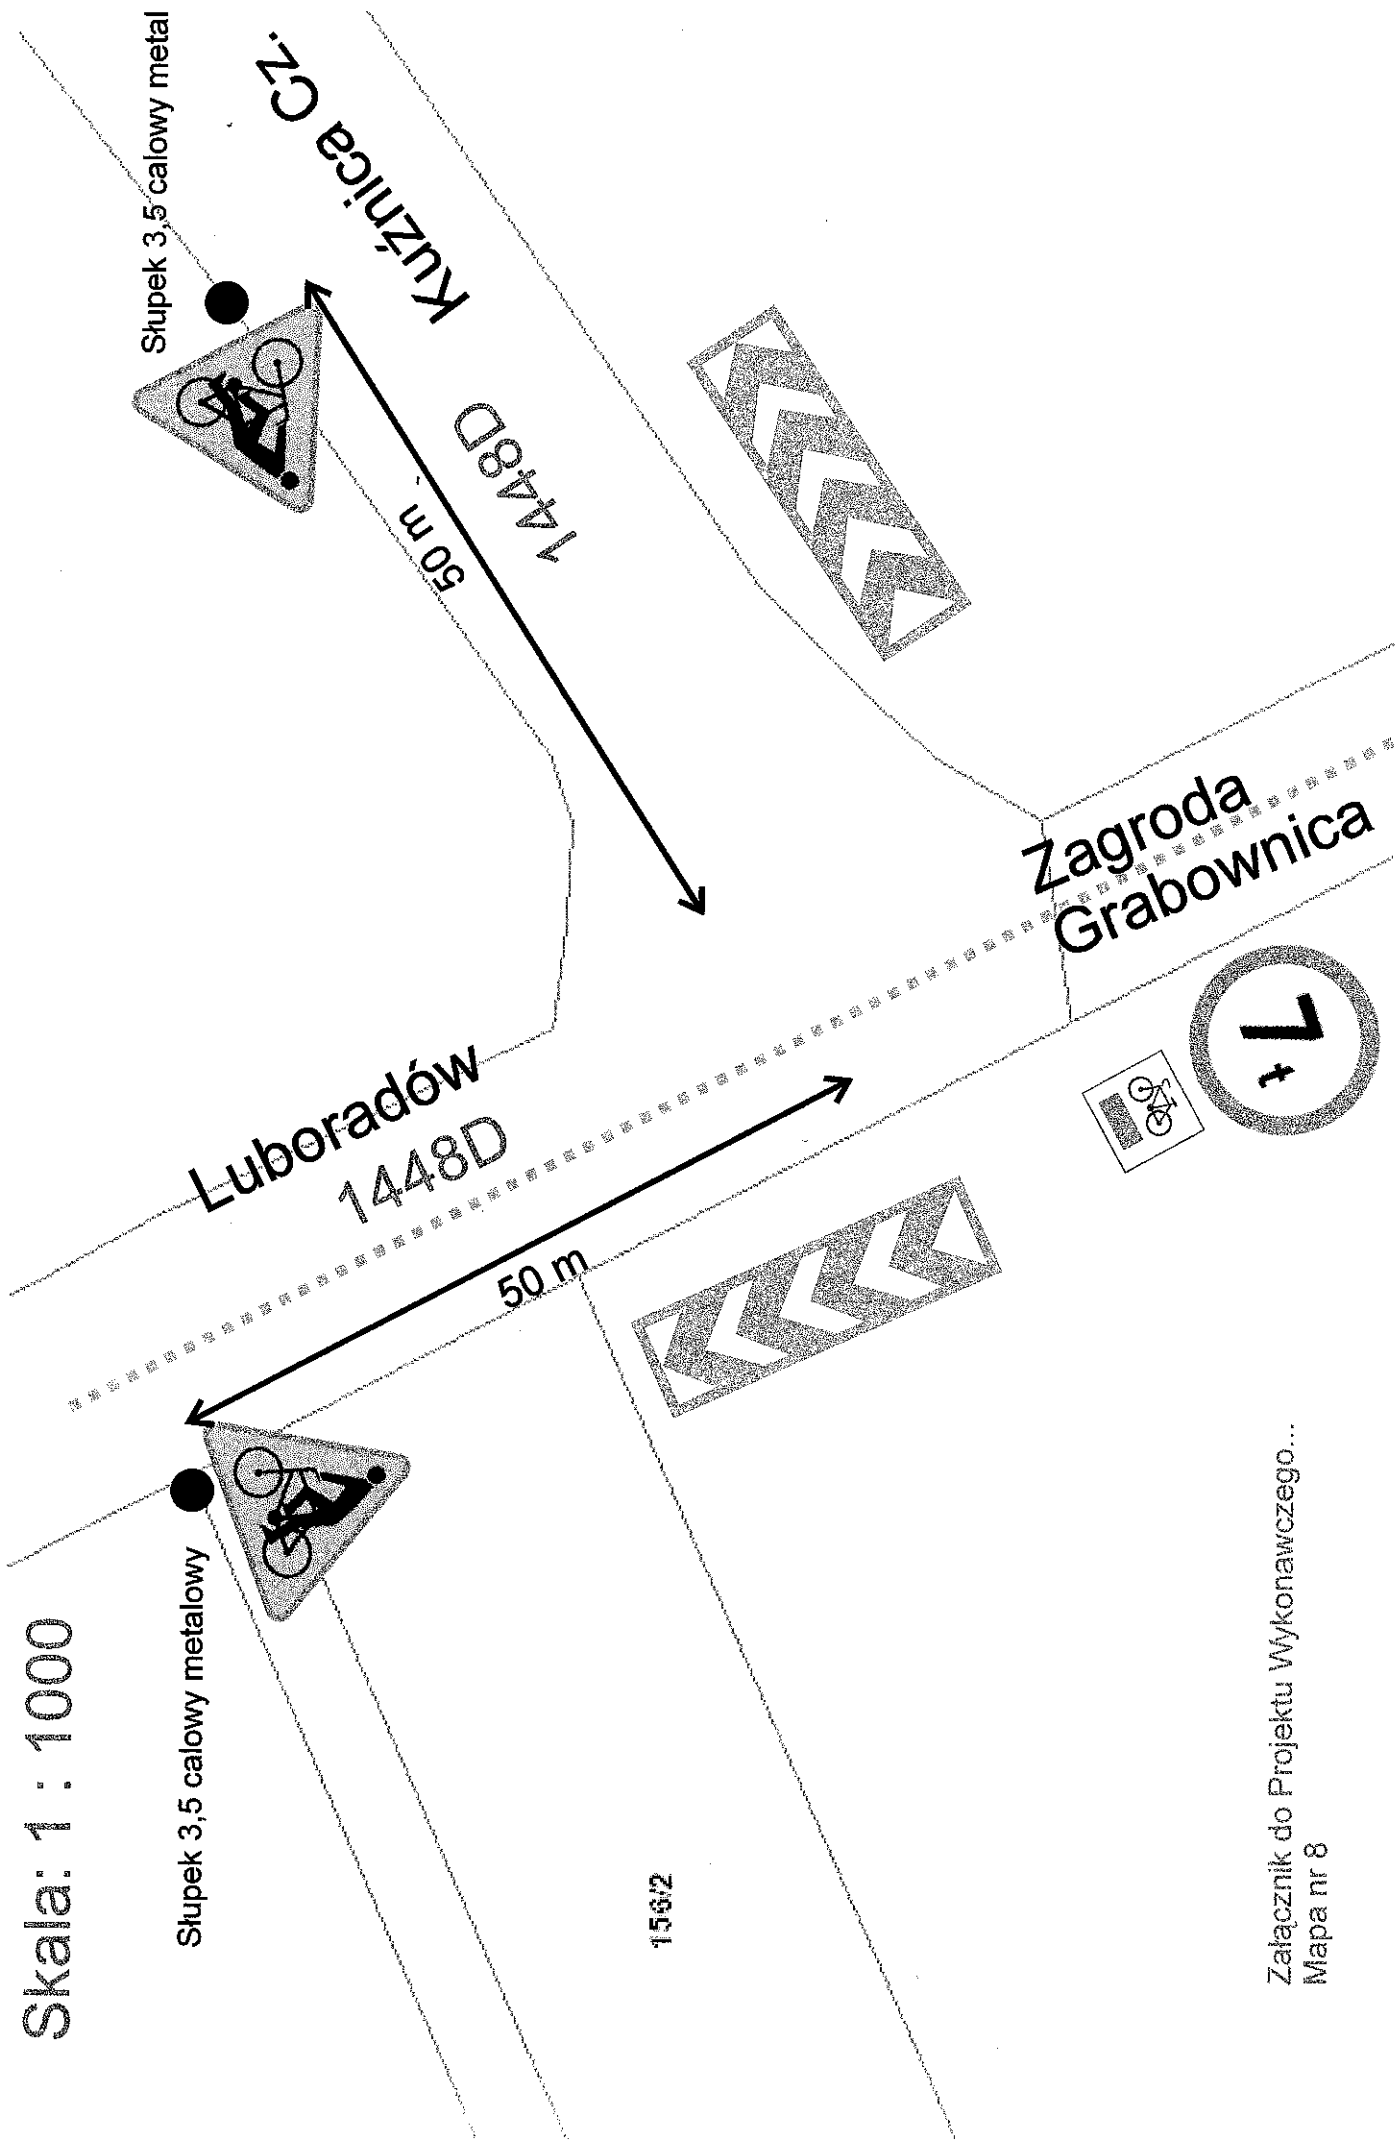 Skala: 1 : 1000
Słupek 3,5 calowy metalowy
Słupek 3,5 calowy metal
Luboradów
1448D
50 m
Kuźnica Cz.
1448D
50 m
156/2
Zagroda
Grabownica
7 t
Załącznik do Projektu Wykonawczego...
Mapa nr 8